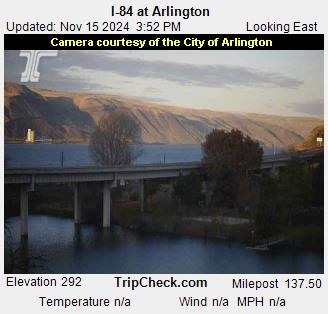 I-84 at Arlington
Updated: Nov 15 2024 3:52 PM Looking East
Camera courtesy of the City of Arlington
Elevation 292 TripCheck.com Milepost 137.50
Temperature n/a Wind n/a MPH n/a